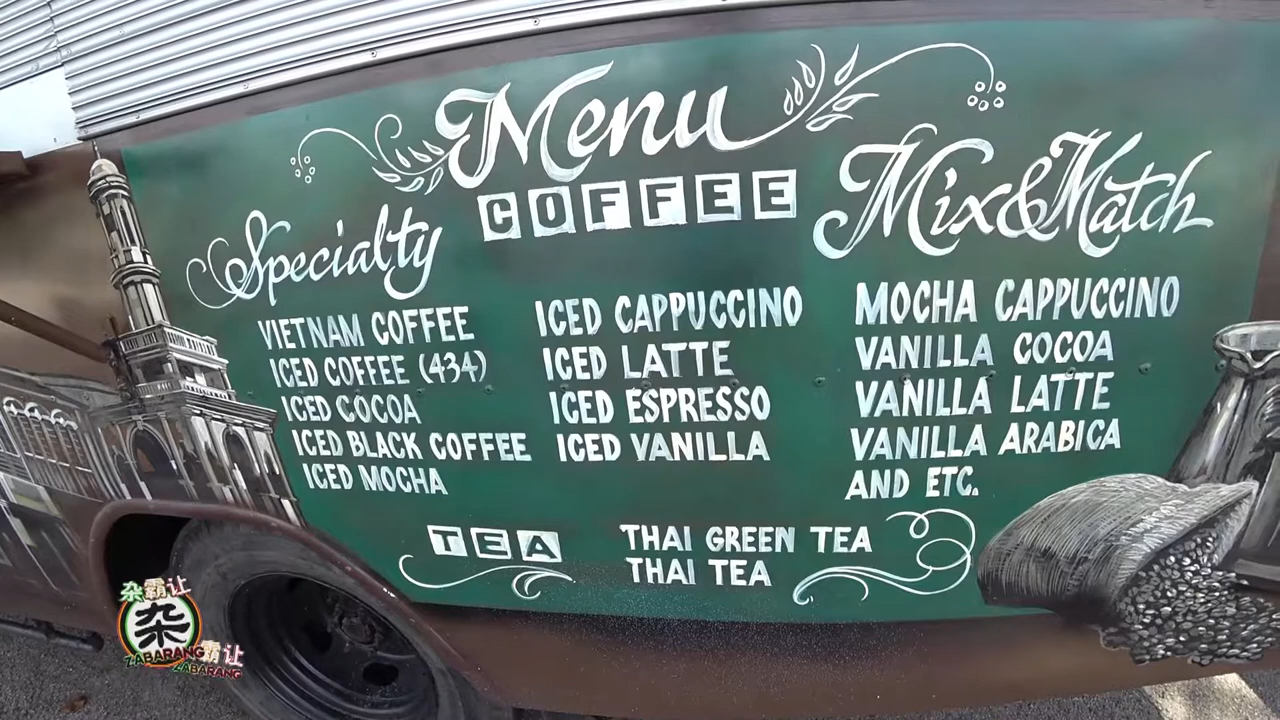 Menu
COFFEE
Specialty
VIETNAM COFFEE
ICED COFFEE (434)
ICED COCOA
ICED BLACK COFFEE
ICED MOCHA
ICED CAPPUCCINO
ICED LATTE
ICED ESPRESSO
ICED VANILLA
Mix&Match
MOCHA CAPPUCCINO
VANILLA COCOA
VANILLA LATTE
VANILLA ARABICA
AND ETC.
TEA
THAI GREEN TEA
THAI TEA
杂霸让
杂
ZABARANG
霸让
ZABARANG